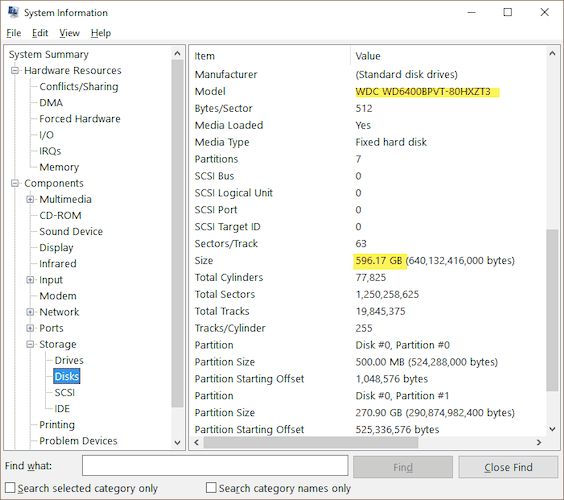 System Information
File Edit View Help
System Summary
Hardware Resources
Conflicts/Sharing
DMA
Forced Hardware
I/O
IRQs
Memory
Components
Multimedia
CD-ROM
Sound Device
Display
Infrared
Input
Modem
Network
Ports
Storage
Drives
Disks
SCSI
IDE
Printing
Problem Devices
Item Value
Manufacturer (Standard disk drives)
Model WDC WD6400BPVT-80HXZT3
Bytes/Sector 512
Media Loaded Yes
Media Type Fixed hard disk
Partitions 7
SCSI Bus 0
SCSI Logical Unit 0
SCSI Port 0
SCSI Target ID 0
Sectors/Track 63
Size 596.17 GB (640,132,416,000 bytes)
Total Cylinders 77,825
Total Sectors 1,250,258,625
Total Tracks 19,845,375
Tracks/Cylinder 255
Partition Disk #0, Partition #0
Partition Size 500.00 MB (524,288,000 bytes)
Partition Starting Offset 1,048,576 bytes
Partition Disk #0, Partition #1
Partition Size 270.90 GB (290,874,982,400 bytes)
Partition Starting Offset 525,336,576 bytes
Find what: Find Close Find
Search selected category only Search category names only